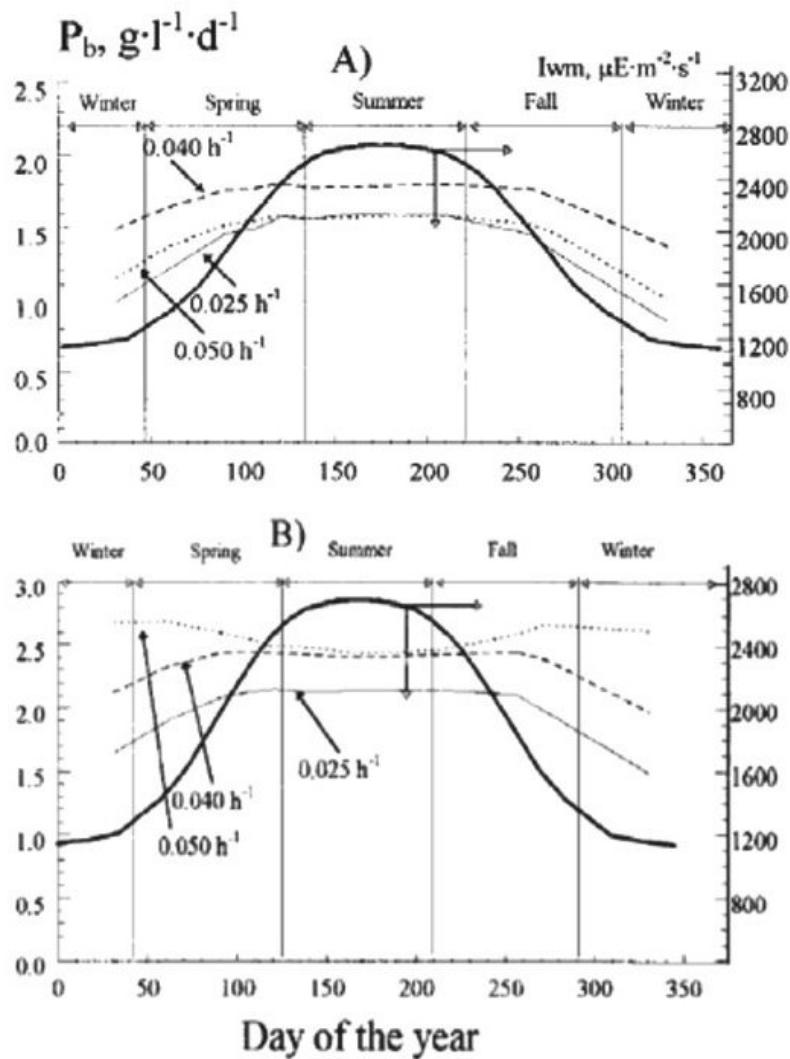 P_b, g·l⁻¹·d⁻¹
A)
Iwm, µE·m⁻²·s⁻¹
Winter Spring Summer Fall Winter
2.5
2.0
1.5
1.0
0.5
0.0
3200
2800
2400
2000
1600
1200
800
0.040 h⁻¹
0.025 h⁻¹
0.050 h⁻¹
0 50 100 150 200 250 300 350
B)
Winter Spring Summer Fall Winter
3.0
2.5
2.0
1.5
1.0
0.5
0.0
2800
2400
2000
1600
1200
800
0.025 h⁻¹
0.040 h⁻¹
0.050 h⁻¹
0 50 100 150 200 250 300 350
Day of the year